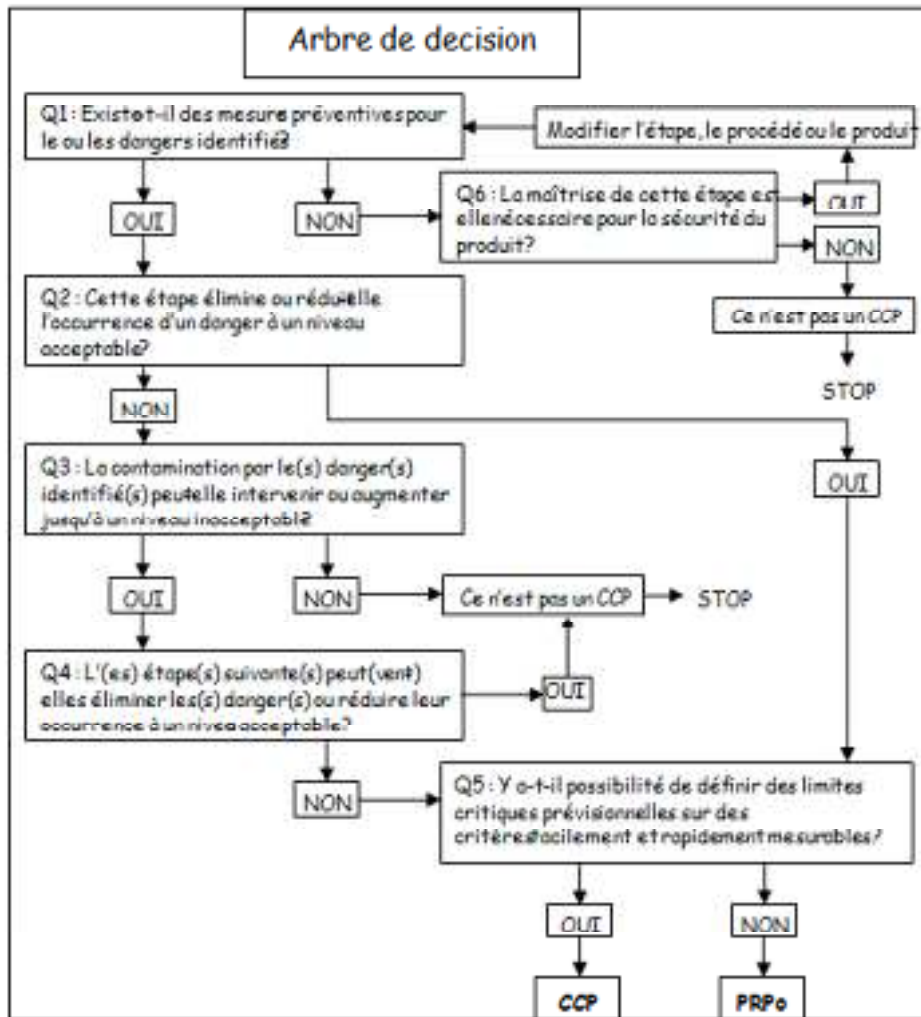 Arbre de decision
Q1 : Existe-t-il des mesure préventives pour
le ou les dangers identifié?
Modifier l'étape, le procédé ou le produit
OUI
NON
Q6 : La maîtrise de cette étape es
elle nécessaire pour la sécurité du
produit?
OUI
NON
Ce n'est pas un CCP
STOP
Q2 : Cette étape élimine ou réduit-elle
l'occurrence d'un danger à un niveau
acceptable?
NON
OUI
Q3 : La contamination par le(s) danger(s)
identifié(s) peut-elle intervenir ou augmenter
jusqu'à un niveau inacceptable?
OUI
NON
Ce n'est pas un CCP
STOP
Q4 : L'(es) étape(s) suivante(s) peut(vent)
elles éliminer les(s) danger(s) ou réduire leur
occurrence à un nivea acceptable?
OUI
NON
Q5 : Y a-t-il possibilité de définir des limites
critiques prévisionnelles sur des
critères facilement et rapidement mesurables?
OUI
NON
CCP
PRPo